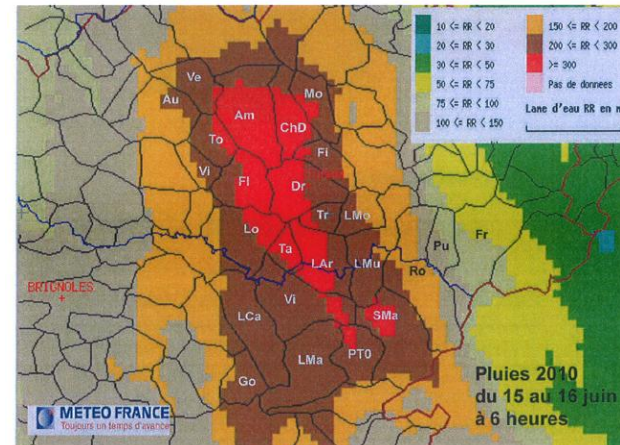 10 <= RR < 20
20 <= RR < 30
30 <= RR < 50
50 <= RR < 75
75 <= RR < 100
100 <= RR < 150
150 <= RR < 200
200 <= RR < 300
>= 300
Pas de donnees
Lame d'eau RR en m
Ve
Mo
Au
Am
ChD
To
Fi
Vi
Fl
Dr
Tr
LMo
Lo
Ta
Pu
Fr
LAr
LMu
Ro
BRIGNOLES
Vi
LCa
SMa
LMa
PT0
Go
Pluies 2010
du 15 au 16 juin
à 6 heures
METEO FRANCE
Toujours un temps d'avance